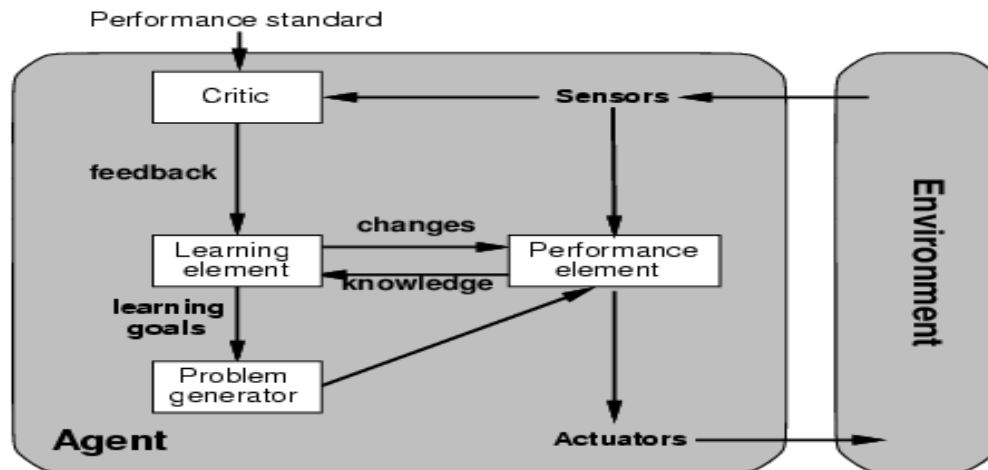 Performance standard
Critic
Sensors
feedback
changes
Learning
element
Performance
element
knowledge
learning
goals
Problem
generator
Agent
Actuators
Environment